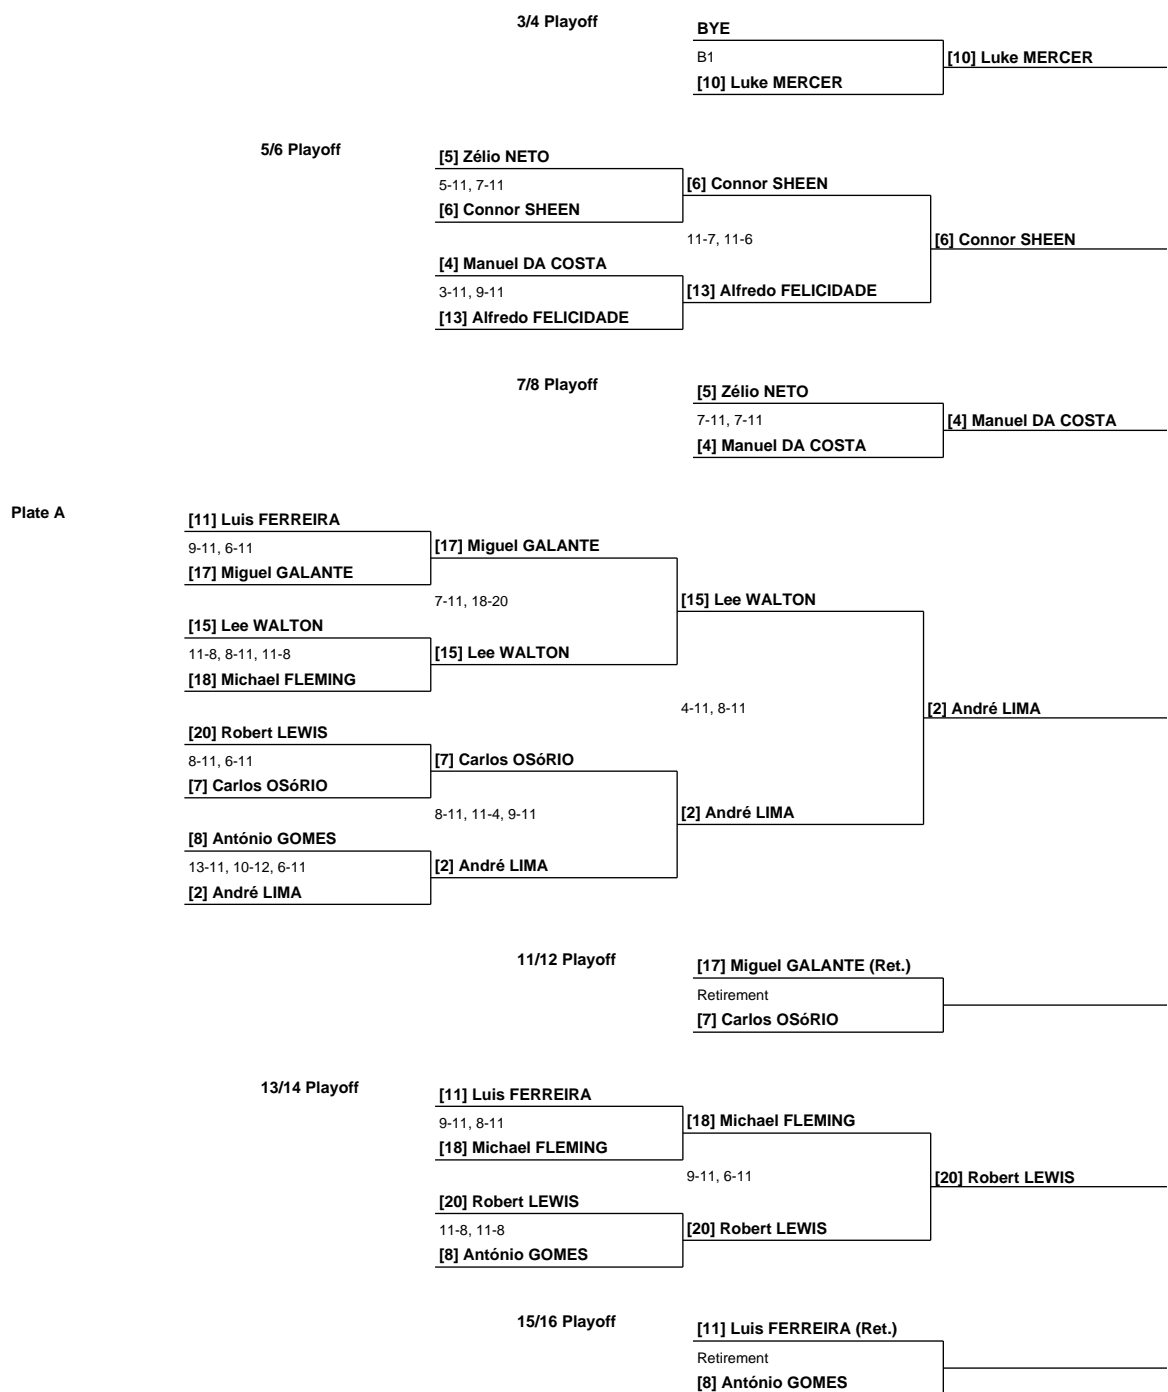 3/4 Playoff
BYE
B1
[10] Luke MERCER
[10] Luke MERCER
5/6 Playoff
[5] Zélio NETO
5-11, 7-11
[6] Connor SHEEN
[6] Connor SHEEN
11-7, 11-6
[6] Connor SHEEN
[4] Manuel DA COSTA
3-11, 9-11
[13] Alfredo FELICIDADE
[13] Alfredo FELICIDADE
7/8 Playoff
[5] Zélio NETO
7-11, 7-11
[4] Manuel DA COSTA
[4] Manuel DA COSTA
Plate A
[11] Luis FERREIRA
9-11, 6-11
[17] Miguel GALANTE
[17] Miguel GALANTE
7-11, 18-20
[15] Lee WALTON
[15] Lee WALTON
11-8, 8-11, 11-8
[15] Lee WALTON
[18] Michael FLEMING
4-11, 8-11
[2] André LIMA
[20] Robert LEWIS
8-11, 6-11
[7] Carlos OSóRIO
[7] Carlos OSóRIO
8-11, 11-4, 9-11
[2] André LIMA
[8] António GOMES
13-11, 10-12, 6-11
[2] André LIMA
[2] André LIMA
11/12 Playoff
[17] Miguel GALANTE (Ret.)
Retirement
[7] Carlos OSóRIO
13/14 Playoff
[11] Luis FERREIRA
9-11, 8-11
[18] Michael FLEMING
[18] Michael FLEMING
9-11, 6-11
[20] Robert LEWIS
[20] Robert LEWIS
11-8, 11-8
[20] Robert LEWIS
[8] António GOMES
15/16 Playoff
[11] Luis FERREIRA (Ret.)
Retirement
[8] António GOMES